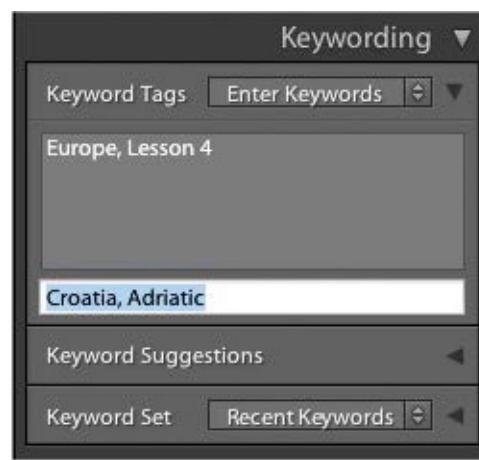 Keywording
Keyword Tags Enter Keywords
Europe, Lesson 4
Croatia, Adriatic
Keyword Suggestions
Keyword Set Recent Keywords